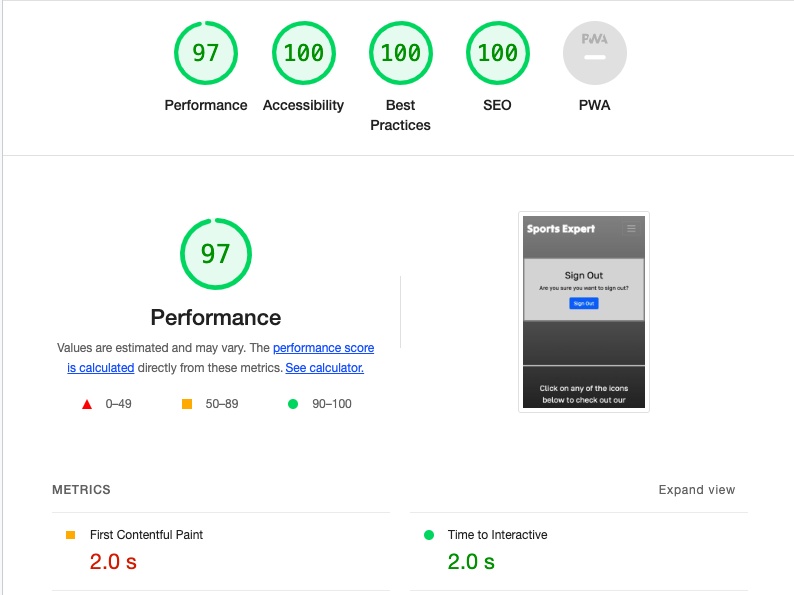 97
100
100
100
PWA
Performance
Accessibility
Best
Practices
SEO
PWA
97
Performance
Values are estimated and may vary. The performance score
is calculated directly from these metrics. See calculator.
0–49
50–89
90–100
Sports Expert
Sign Out
Are you sure you want to sign out?
Sign Out
Click on any of the icons
below to check out our
METRICS
Expand view
First Contentful Paint
2.0 s
Time to Interactive
2.0 s